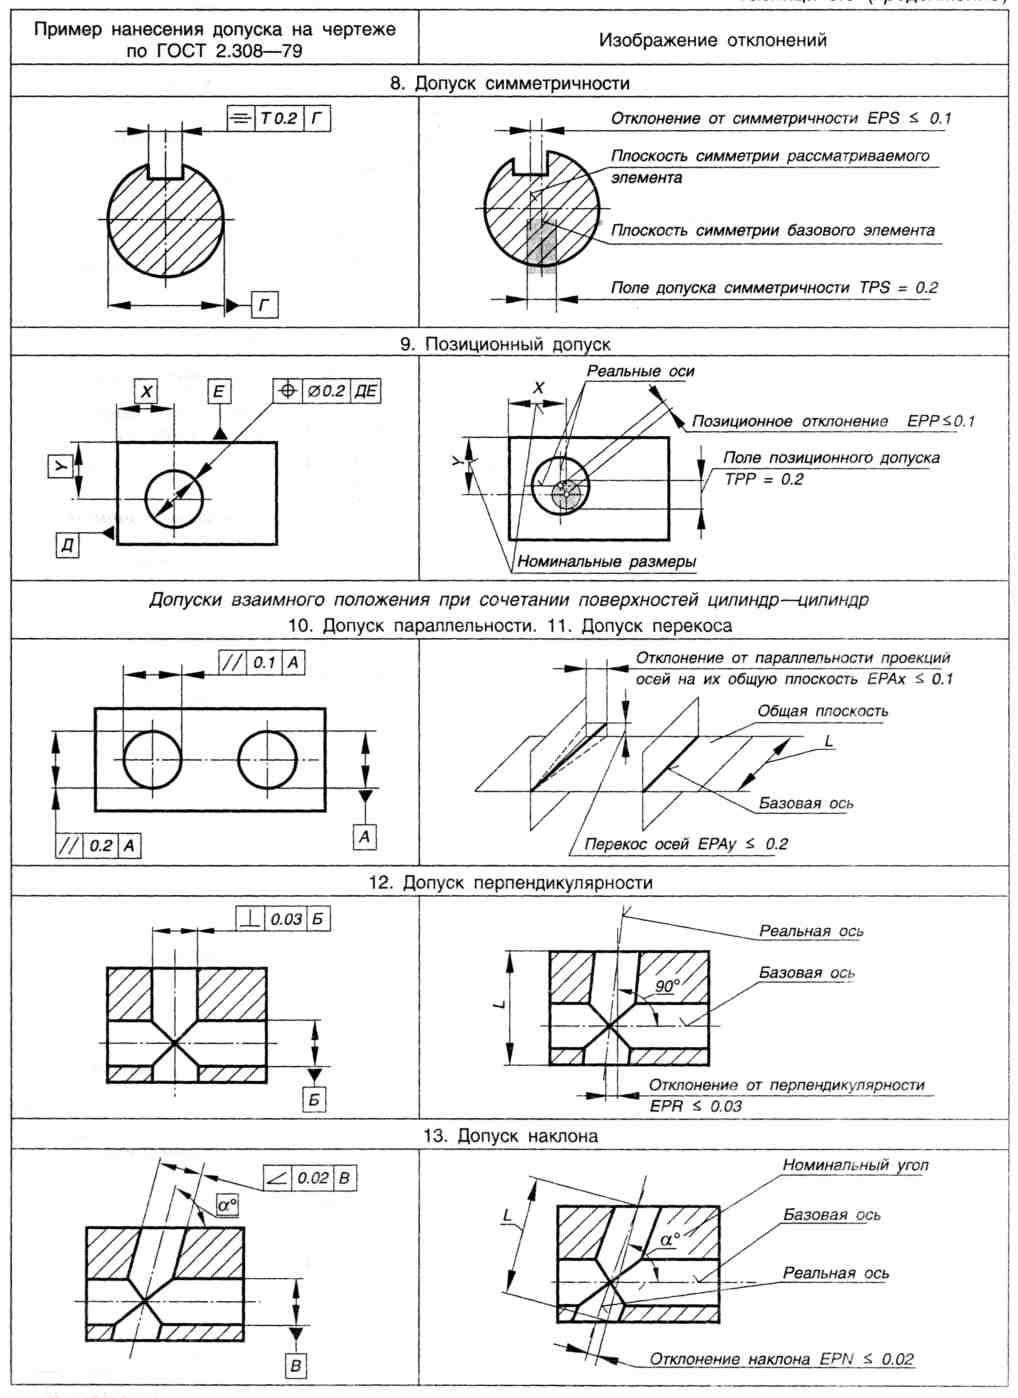 Пример нанесения допуска на чертеже
по ГОСТ 2.308—79
Изображение отклонений
8. Допуск симметричности
T 0.2 Г
Г
Отклонение от симметричности EPS ≤ 0.1
Плоскость симметрии рассматриваемого
элемента
Плоскость симметрии базового элемента
Поле допуска симметричности TPS = 0.2
9. Позиционный допуск
X
E
⌖ ⌀0.2 ДЕ
Y
Д
Реальные оси
X
Позиционное отклонение EPP≤0.1
Y
Поле позиционного допуска
TPP = 0.2
Номинальные размеры
Допуски взаимного положения при сочетании поверхностей цилиндр—цилиндр
10. Допуск параллельности. 11. Допуск перекоса
// 0.1 A
A
// 0.2 A
Отклонение от параллельности проекций
осей на их общую плоскость EPAx ≤ 0.1
Общая плоскость
L
Базовая ось
Перекос осей EPAy ≤ 0.2
12. Допуск перпендикулярности
⊥ 0.03 Б
Б
Реальная ось
Базовая ось
90°
L
Отклонение от перпендикулярности
EPR ≤ 0.03
13. Допуск наклона
∠ 0.02 В
α°
В
Номинальный угол
L
Базовая ось
α°
Реальная ось
Отклонение наклона EPN ≤ 0.02